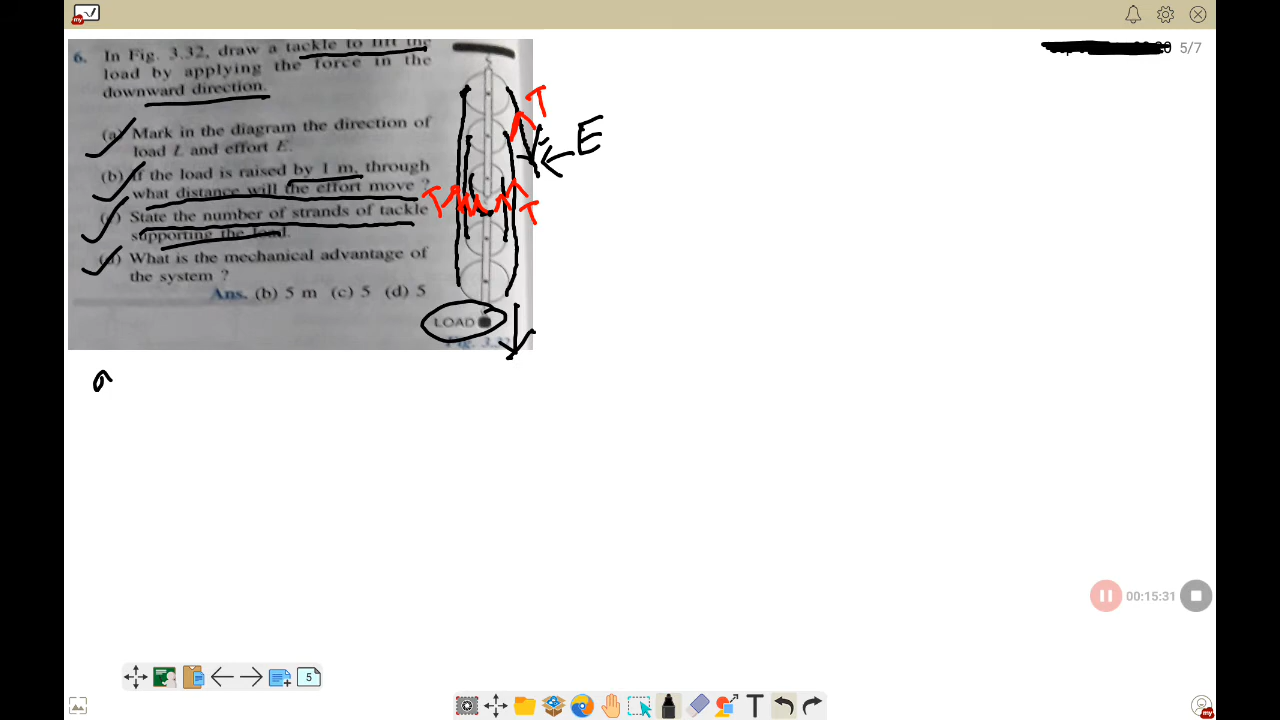 5/7
6. In Fig. 3.32, draw a tackle to lift the
load by applying the force in the
downward direction.
(a) Mark in the diagram the direction of
load L and effort E.
(b) If the load is raised by 1 m, through
what distance will the effort move ?
(c) State the number of strands of tackle
supporting the load.
(d) What is the mechanical advantage of
the system ?
Ans. (b) 5 m (c) 5 (d) 5
T
E
T
T
LOAD
a
00:15:31
5
T